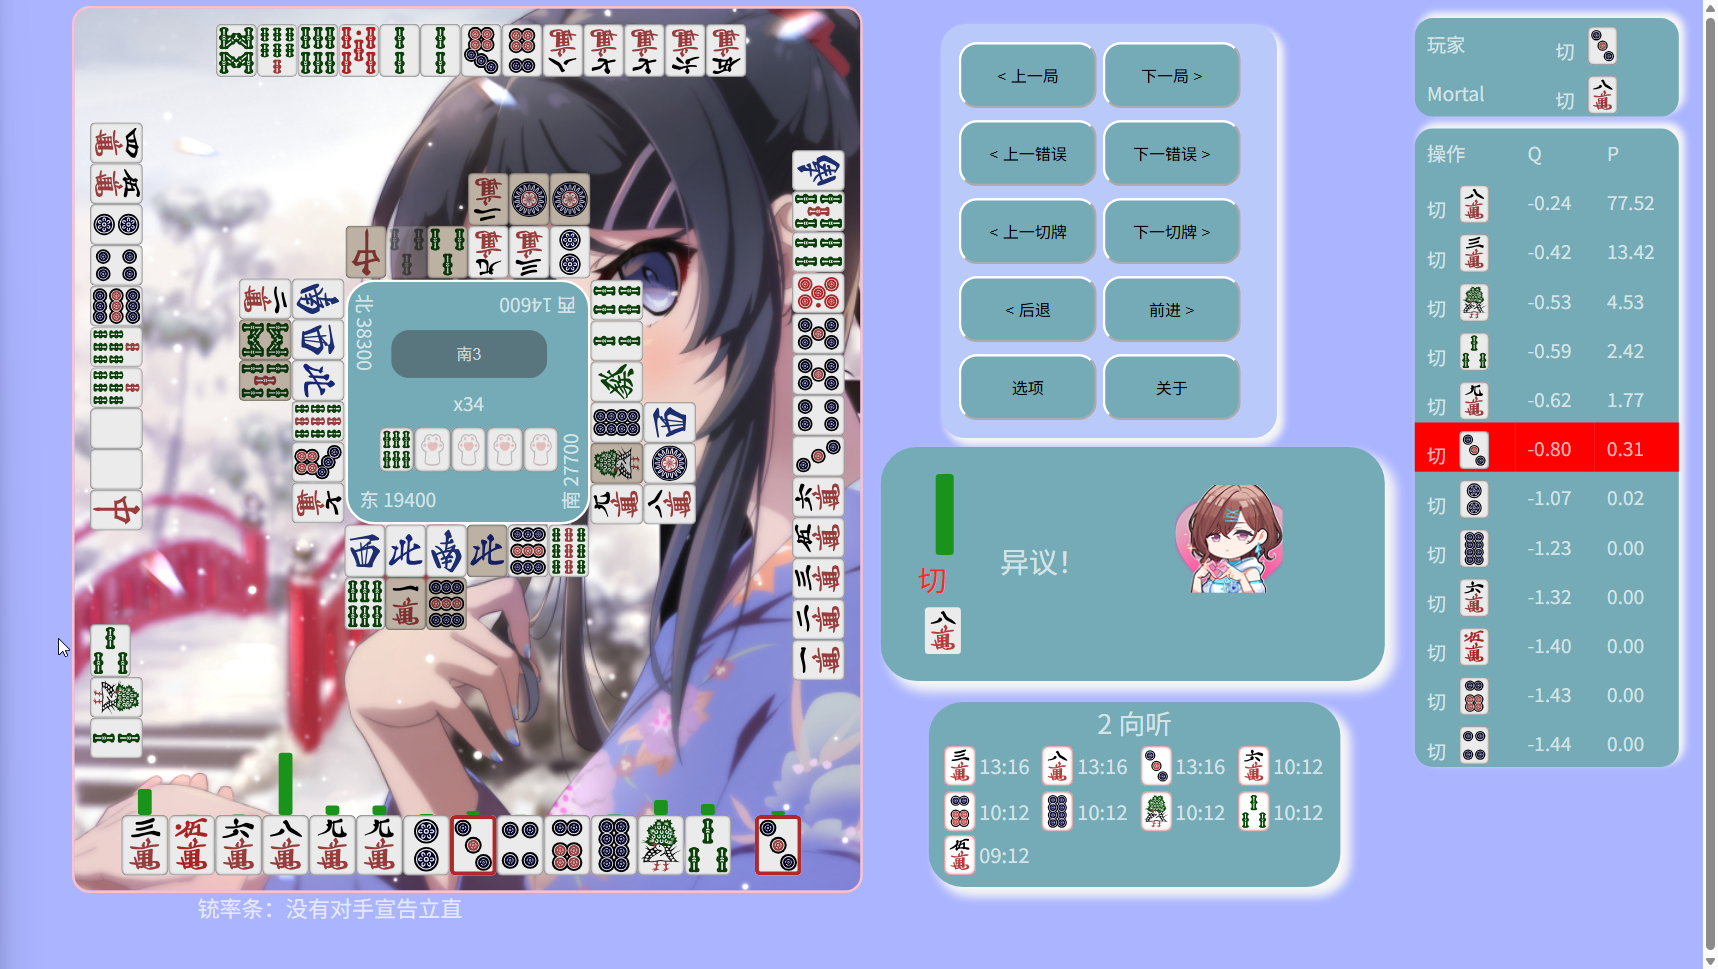 北 38300
西 14600
南3
x34
东 19400
南 27700
铳率条：没有对手宣告立直
< 上一局
下一局 >
< 上一错误
下一错误 >
< 上一切牌
下一切牌 >
< 后退
前进 >
选项
关于
切
异议！
2 向听
13:16
13:16
13:16
10:12
10:12
10:12
10:12
10:12
09:12
玩家 切
Mortal 切
操作 Q P
切 -0.24 77.52
切 -0.42 13.42
切 -0.53 4.53
切 -0.59 2.42
切 -0.62 1.77
切 -0.80 0.31
切 -1.07 0.02
切 -1.23 0.00
切 -1.32 0.00
切 -1.40 0.00
切 -1.43 0.00
切 -1.44 0.00